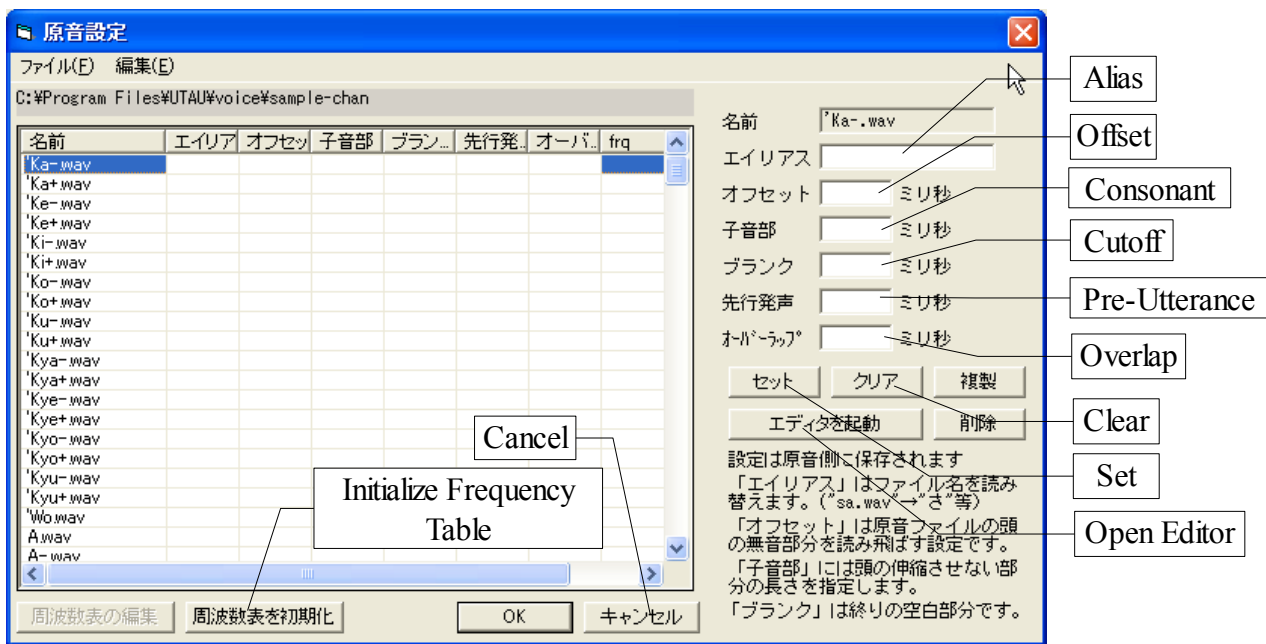 原音設定
ファイル(F) 編集(E)
C:¥Program Files¥UTAU¥voice¥sample-chan
名前 エイリア オフセッ 子音部 ブラン... 先行発... オーバ... frq
'Ka-.wav
'Ka+.wav
'Ke-.wav
'Ke+.wav
'Ki-.wav
'Ki+.wav
'Ko-.wav
'Ko+.wav
'Ku-.wav
'Ku+.wav
'Kya-.wav
'Kya+.wav
'Kye-.wav
'Kye+.wav
'Kyo-.wav
'Kyo+.wav
'Kyu-.wav
'Kyu+.wav
'Wo.wav
A.wav
A-.wav
周波数表の編集 周波数表を初期化 OK キャンセル
名前 'Ka-.wav
エイリアス
オフセット ミリ秒
子音部 ミリ秒
ブランク ミリ秒
先行発声 ミリ秒
オーバーラップ ミリ秒
セット クリア 複製
エディタを起動 削除
設定は原音側に保存されます
「エイリアス」はファイル名を読み
替えます。("sa.wav"→"さ"等)
「オフセット」は原音ファイルの頭
の無音部分を読み飛ばす設定です。
「子音部」には頭の伸縮させない部
分の長さを指定します。
「ブランク」は終りの空白部分です。
Alias
Offset
Consonant
Cutoff
Pre-Utterance
Overlap
Clear
Set
Open Editor
Cancel
Initialize Frequency
Table